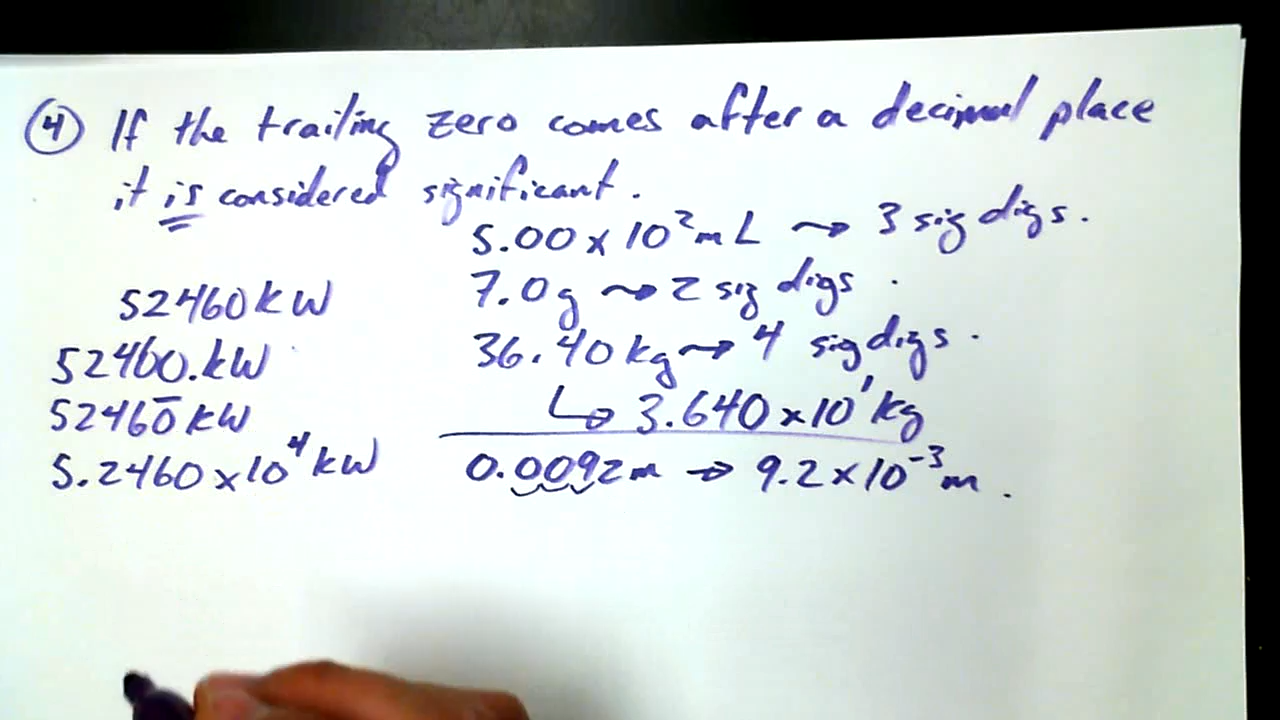 ④ If the trailing zero comes after a decimal place
it is considered significant.
5.00 x 10² mL ⇝ 3 sig digs.
7.0g ⇝ 2 sig digs.
36.40 kg ⇝ 4 sig digs.
↳ 3.640 x 10¹ kg
0.0092m → 9.2 x 10⁻³ m.
52460 kW
52460. kW
52460̅ kW
5.2460 x 10⁴ kW